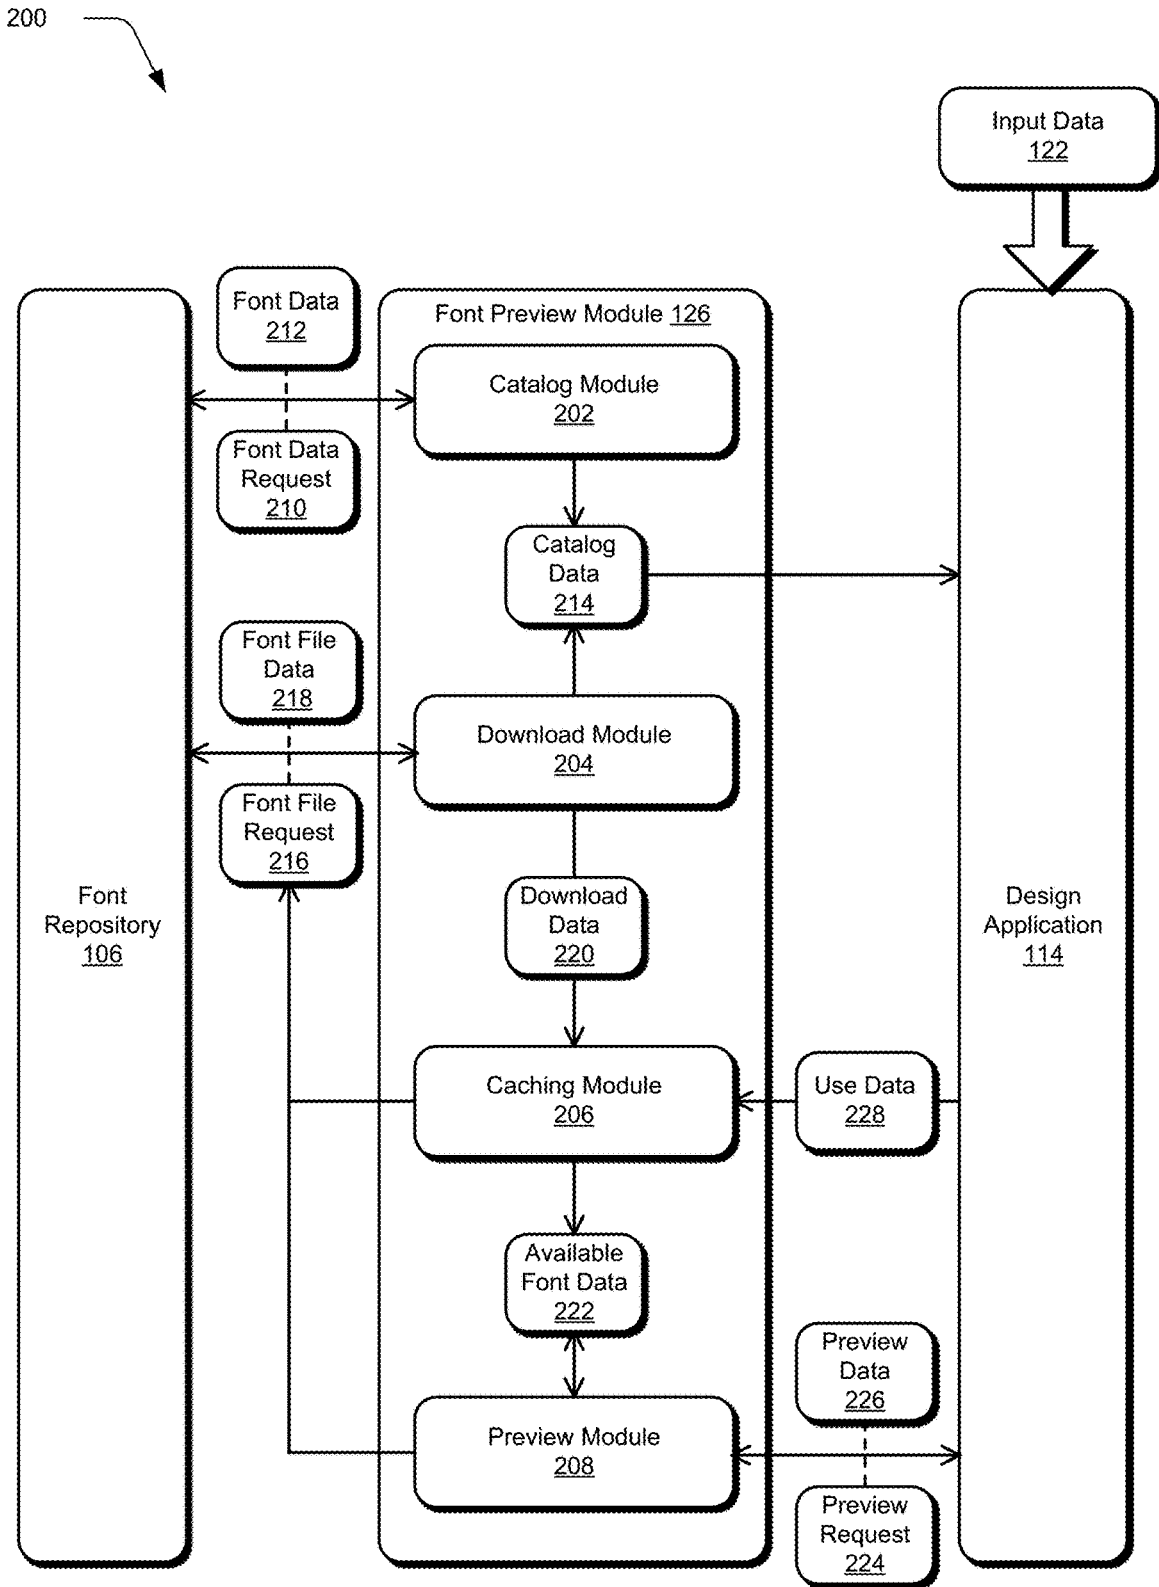 200
Input Data
122
Font Data
212
Font Preview Module 126
Catalog Module
202
Font Data
Request
210
Catalog
Data
214
Font File
Data
218
Download Module
204
Font File
Request
216
Font
Repository
106
Download
Data
220
Design
Application
114
Caching Module
206
Use Data
228
Available
Font Data
222
Preview
Data
226
Preview Module
208
Preview
Request
224